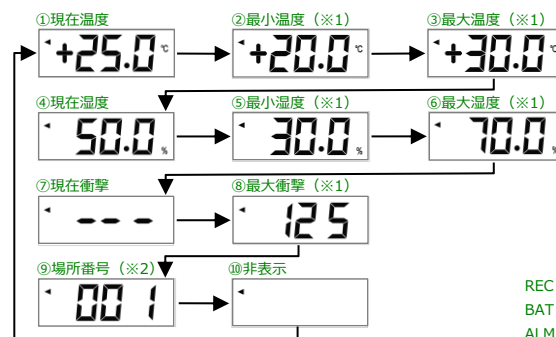 ①現在温度 ②最小温度（※1） ③最大温度（※1）
+25.0 ℃ +20.0 ℃ +30.0 ℃
④現在湿度 ⑤最小湿度（※1） ⑥最大湿度（※1）
50.0 % 30.0 % 70.0 %
⑦現在衝撃 ⑧最大衝撃（※1）
--- 125
⑨場所番号（※2） ⑩非表示
001
REC
BAT
ALM